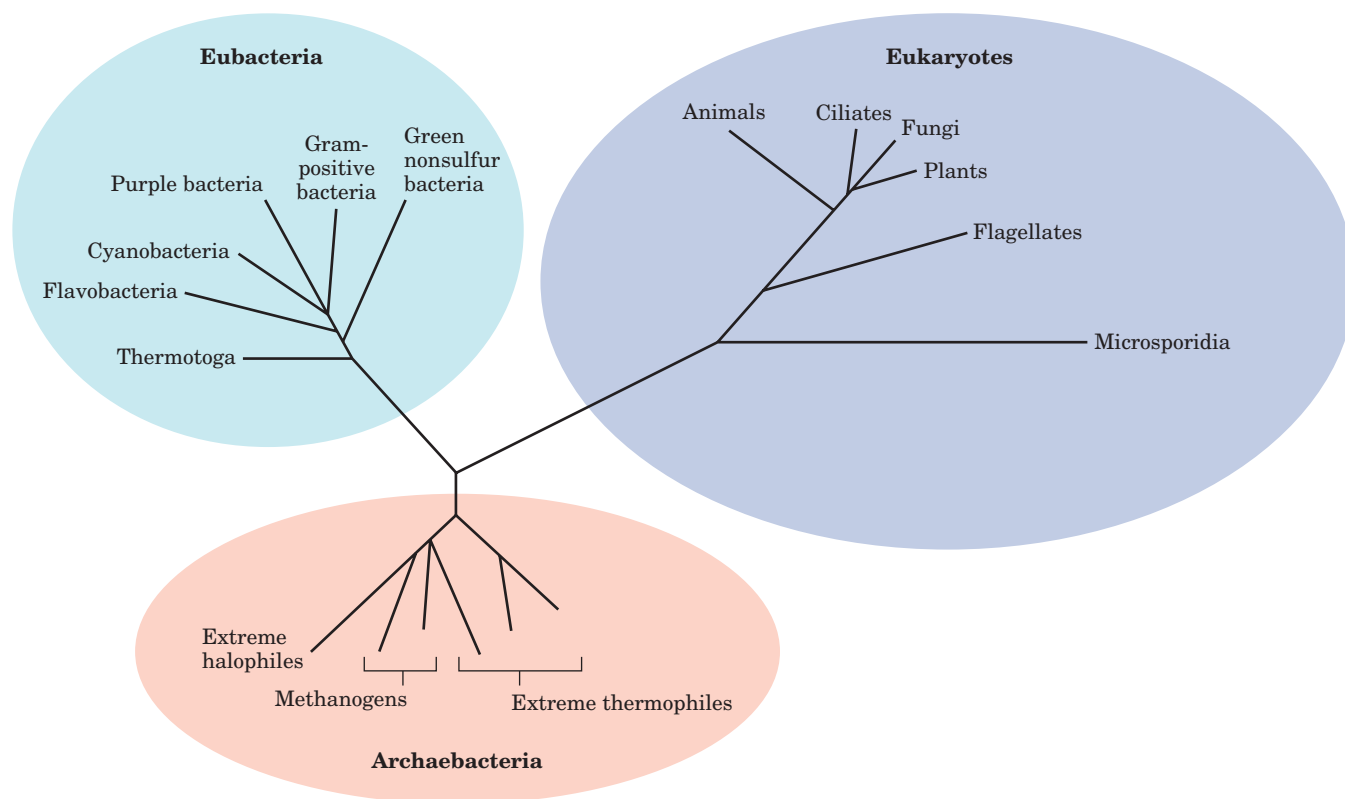 Eubacteria
Purple bacteria
Gram-
positive
bacteria
Green
nonsulfur
bacteria
Cyanobacteria
Flavobacteria
Thermotoga
Eukaryotes
Animals
Ciliates
Fungi
Plants
Flagellates
Microsporidia
Extreme
halophiles
Methanogens
Extreme thermophiles
Archaebacteria